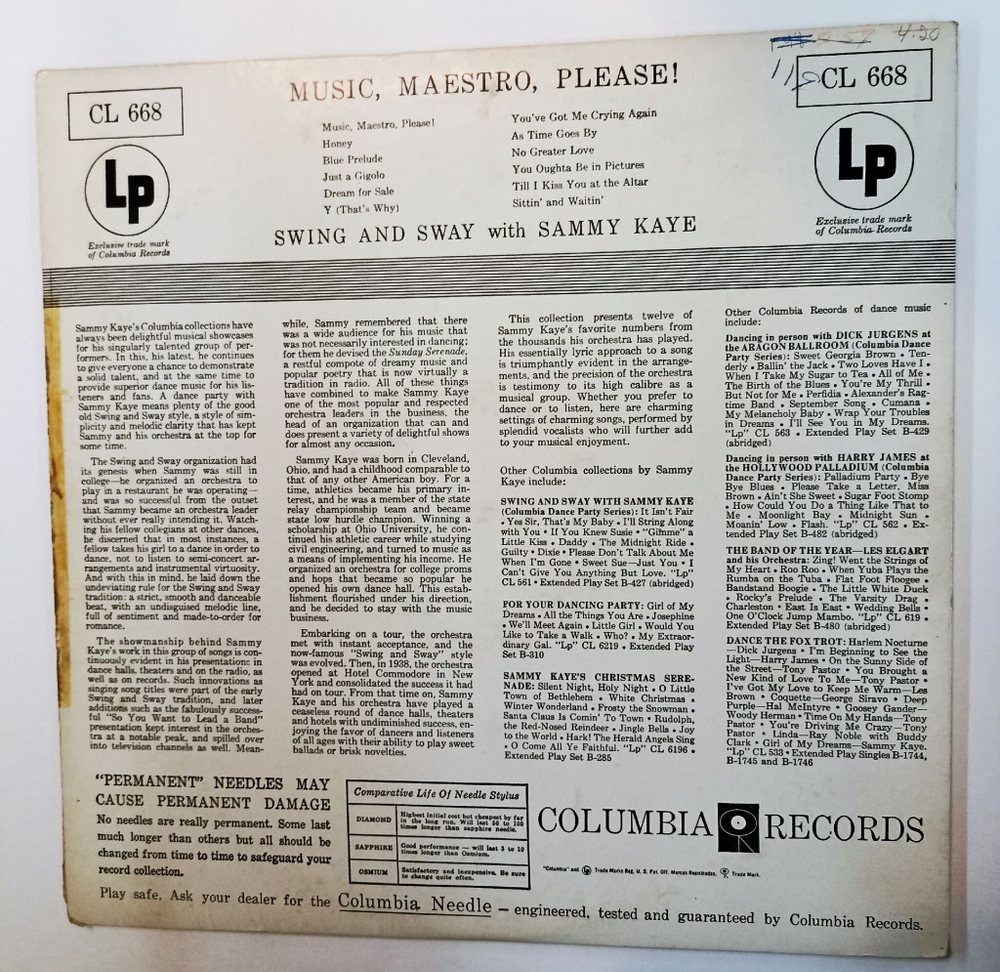 4.20
CL 668
MUSIC, MAESTRO, PLEASE!
CL 668
Music, Maestro, Please!
Honey
Blue Prelude
Just a Gigolo
Dream for Sale
Y (That's Why)
You've Got Me Crying Again
As Time Goes By
No Greater Love
You Oughta Be in Pictures
Till I Kiss You at the Altar
Sittin' and Waitin'
Lp
Exclusive trade mark
of Columbia Records
Lp
Exclusive trade mark
of Columbia Records
SWING AND SWAY with SAMMY KAYE
Sammy Kaye's Columbia collections have
always been delightful musical showcases
for his singularly talented group of per-
formers. In this, his latest, he continues
to give everyone a chance to demonstrate
a solid talent, and at the same time to
provide superior dance music for his lis-
teners and fans. A dance party with
Sammy Kaye means plenty of the good
old Swing and Sway style, a style of sim-
plicity and melodic clarity that has kept
Sammy and his orchestra at the top for
some time.
The Swing and Sway organization had
its genesis when Sammy was still in
college—he organized an orchestra to
play in a restaurant he was operating—
and was so successful from the outset
that Sammy became an orchestra leader
without ever really intending it. Watch-
ing his fellow collegians at other dances,
he discerned that in most instances, a
fellow takes his girl to a dance in order to
dance, not to listen to semi-concert ar-
rangements and instrumental virtuosity.
And with this in mind, he laid down the
undeviating rule for the Swing and Sway
tradition: a strict, smooth and danceable
beat, with an undisguised melodic line,
full of sentiment and made-to-order for
romance.
The showmanship behind Sammy
Kaye's work in this group of songs is con-
tinuously evident in his presentations in
dance halls, theaters and on the radio, as
well as on records. Such innovations as
singing song titles were part of the early
Swing and Sway tradition, and later
additions such as the fabulously success-
ful "So You Want to Lead a Band"
presentation kept interest in the orches-
tra at a notable peak, and spilled over
into television channels as well. Mean-
while, Sammy remembered that there
was a wide audience for his music that
was not necessarily interested in dancing;
for them he devised the Sunday Serenade,
a restful compote of dreamy music and
popular poetry that is now virtually a
tradition in radio. All of these things
have combined to make Sammy Kaye
one of the most popular and respected
orchestra leaders in the business, the
head of an organization that can and
does present a variety of delightful shows
for almost any occasion.
Sammy Kaye was born in Cleveland,
Ohio, and had a childhood comparable to
that of any other American boy. For a
time, athletics became his primary in-
terest, and he was a member of the state
relay championship team and became
state low hurdle champion. Winning a
scholarship at Ohio University, he con-
tinued his athletic career while studying
civil engineering, and turned to music as
a means of implementing his income. He
organized an orchestra for college proms
and hops that became so popular he
opened his own dance hall. This estab-
lishment flourished under his direction,
and he decided to stay with the music
business.
Embarking on a tour, the orchestra
met with instant acceptance, and the
now-famous "Swing and Sway" style
was evolved. Then, in 1938, the orchestra
opened at Hotel Commodore in New
York and consolidated the success it had
had on tour. From that time on, Sammy
Kaye and his orchestra have played a
ceaseless round of dance halls, theaters
and hotels with undiminished success, en-
joying the favor of dancers and listeners
of all ages with their ability to play sweet
ballads or brisk novelties.
This collection presents twelve of
Sammy Kaye's favorite numbers from
the thousands his orchestra has played.
His essentially lyric approach to a song
is triumphantly evident in the arrange-
ments, and the precision of the orchestra
is testimony to its high calibre as a
musical group. Whether you prefer to
dance or to listen, here are charming
settings of charming songs, performed by
splendid vocalists who will further add
to your musical enjoyment.
Other Columbia collections by Sammy
Kaye include:
SWING AND SWAY WITH SAMMY KAYE
(Columbia Dance Party Series): It Isn't Fair
• Yes Sir, That's My Baby • I'll String Along
with You • If You Knew Susie • "Gimme" a
Little Kiss • Daddy • The Midnight Ride •
Guilty • Dixie • Please Don't Talk About Me
When I'm Gone • Sweet Sue—Just You • I
Can't Give You Anything But Love. "Lp"
CL 561 • Extended Play Set B-427 (abridged)
FOR YOUR DANCING PARTY: Girl of My
Dreams • All the Things You Are • Josephine
• We'll Meet Again • Little Girl • Would You
Like to Take a Walk • Who? • My Extraor-
dinary Gal. "Lp" CL 6219 • Extended Play
Set B-310
SAMMY KAYE'S CHRISTMAS SERE-
NADE: Silent Night, Holy Night • O Little
Town of Bethlehem • White Christmas •
Winter Wonderland • Frosty the Snowman •
Santa Claus Is Comin' To Town • Rudolph,
the Red-Nosed Reindeer • Jingle Bells • Joy
to the World • Hark! The Herald Angels Sing
• O Come All Ye Faithful. "Lp" CL 6196 •
Extended Play Set B-285
Other Columbia Records of dance music
include:
Dancing in person with DICK JURGENS at
the ARAGON BALLROOM (Columbia Dance
Party Series): Sweet Georgia Brown • Ten-
derly • Ballin' the Jack • Two Loves Have I •
When I Take My Sugar to Tea • All of Me •
The Birth of the Blues • You're My Thrill •
But Not for Me • Perfidia • Alexander's Rag-
time Band • September Song • Cumana •
My Melancholy Baby • Wrap Your Troubles
in Dreams • I'll See You in My Dreams.
"Lp" CL 563 • Extended Play Set B-429
(abridged)
Dancing in person with HARRY JAMES at
the HOLLYWOOD PALLADIUM (Columbia
Dance Party Series): Palladium Party • Bye
Bye Blues • Please Take a Letter, Miss
Brown • Ain't She Sweet • Sugar Foot Stomp
• How Could You Do a Thing Like That to
Me • Moonlight Bay • Midnight Sun •
Moanin' Low • Flash. "Lp" CL 562 • Ex-
tended Play Set B-482 (abridged)
THE BAND OF THE YEAR—LES ELGART
and his Orchestra: Zing! Went the Strings of
My Heart • Roo Roo • When Yuba Plays the
Rumba on the Tuba • Flat Foot Floogee •
Bandstand Boogie • The Little White Duck
• Rocky's Prelude • The Varsity Drag •
Charleston • East Is East • Wedding Bells •
One O'Clock Jump Mambo. "Lp" CL 619 •
Extended Play Set B-480 (abridged)
DANCE THE FOX TROT: Harlem Nocturne
—Dick Jurgens • I'm Beginning to See the
Light—Harry James • On the Sunny Side of
the Street—Tony Pastor • You Brought a
New Kind of Love To Me—Tony Pastor •
I've Got My Love to Keep Me Warm—Les
Brown • Coquette—George Siravo • Deep
Purple—Hal McIntyre • Goosey Gander—
Woody Herman • Time On My Hands—Tony
Pastor • You're Driving Me Crazy—Tony
Pastor • Linda—Ray Noble with Buddy
Clark • Girl of My Dreams—Sammy Kaye.
"Lp" CL 533 • Extended Play Singles B-1744,
B-1745 and B-1746
"PERMANENT" NEEDLES MAY
CAUSE PERMANENT DAMAGE
No needles are really permanent. Some last
much longer than others but all should be
changed from time to time to safeguard your
record collection.
Comparative Life Of Needle Stylus
DIAMOND
Highest initial cost but cheapest by far
in the long run. Will last 50 to 100
times longer than sapphire needle.
SAPPHIRE
Good performance — will last 3 to 10
times longer than Osmium.
OSMIUM
Satisfactory and inexpensive. Be sure
to change quite often.
COLUMBIA RECORDS
"Columbia" and Lp Trade Marks Reg. U. S. Pat. Off. Marcas Registradas. Trade Mark.
Play safe. Ask your dealer for the Columbia Needle — engineered, tested and guaranteed by Columbia Records.